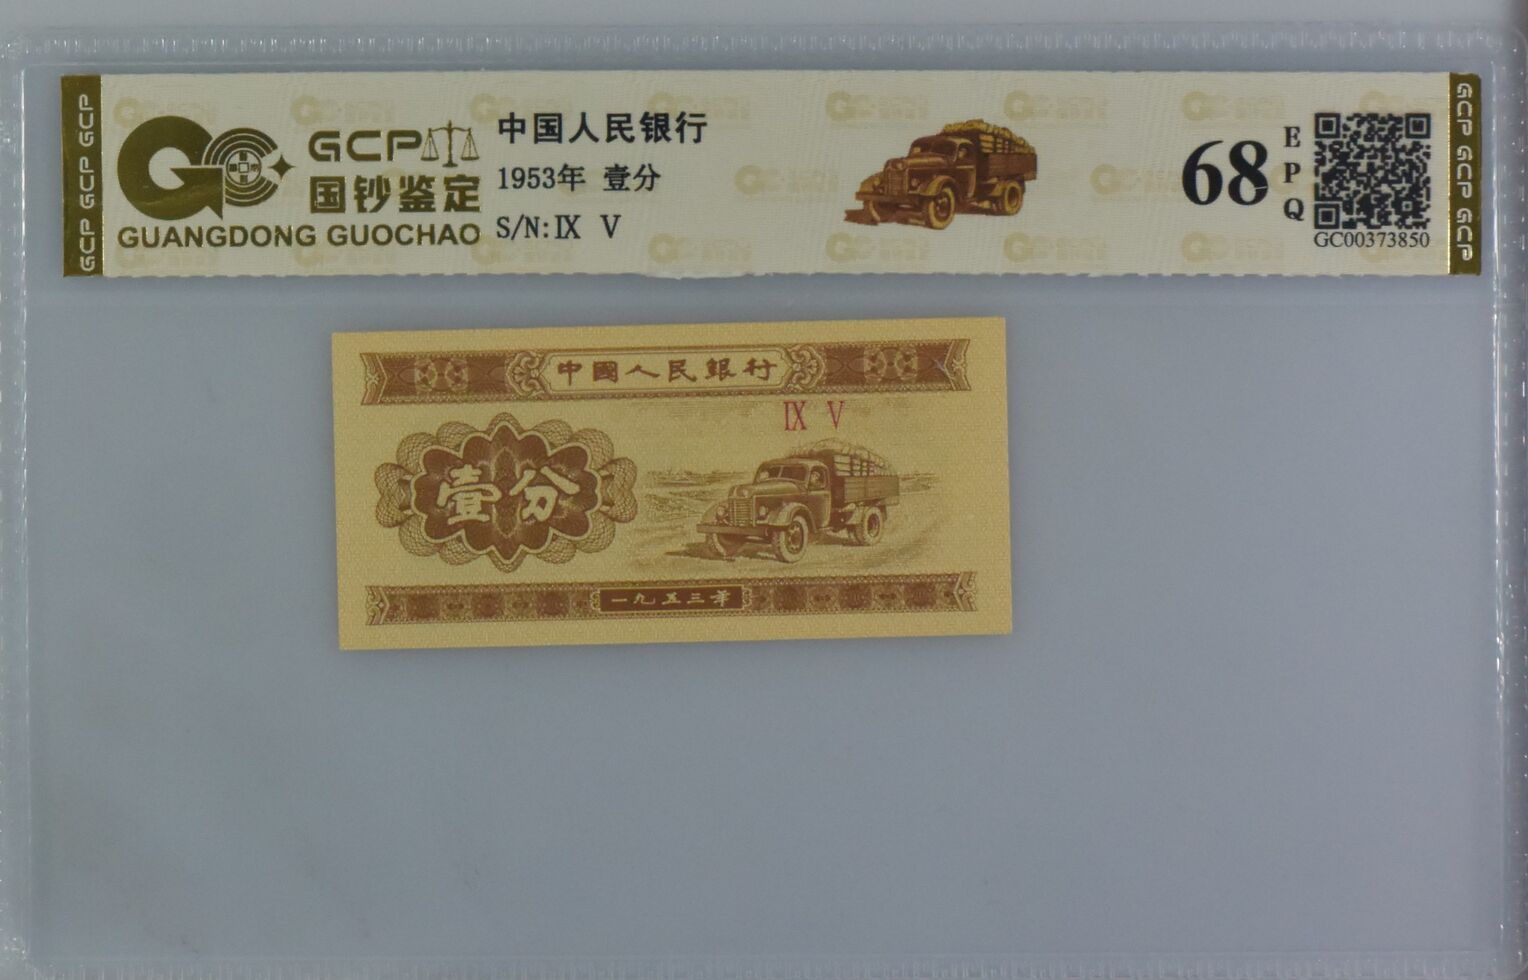 GCP GCP GCP
GCP
国钞鉴定
GUANGDONG GUOCHAO
中国人民银行
1953年 壹分
S/N:Ⅸ Ⅴ
68
EPQ
GC00373850
GCP GCP GCP
中國人民銀行
Ⅸ Ⅴ
壹分
一九五三年